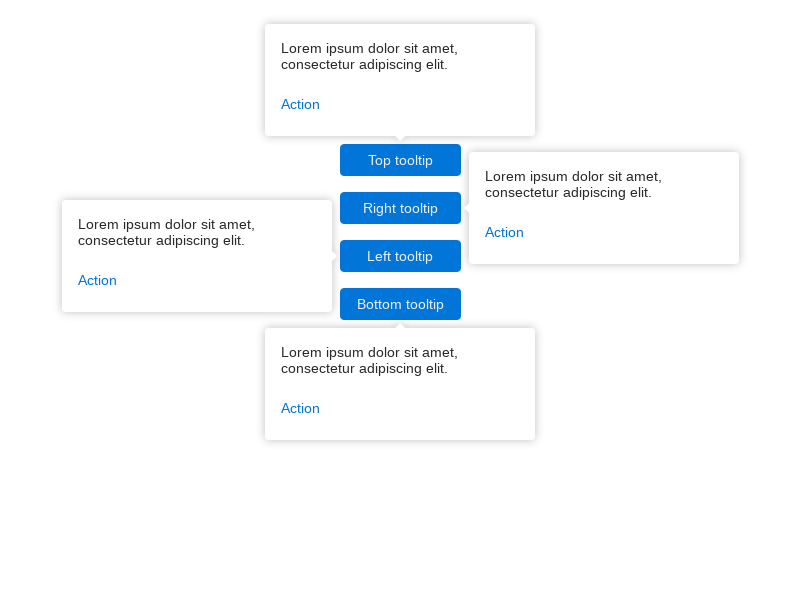 Lorem ipsum dolor sit amet,
consectetur adipiscing elit.
Action
Top tooltip
Lorem ipsum dolor sit amet,
consectetur adipiscing elit.
Action
Right tooltip
Lorem ipsum dolor sit amet,
consectetur adipiscing elit.
Action
Left tooltip
Bottom tooltip
Lorem ipsum dolor sit amet,
consectetur adipiscing elit.
Action